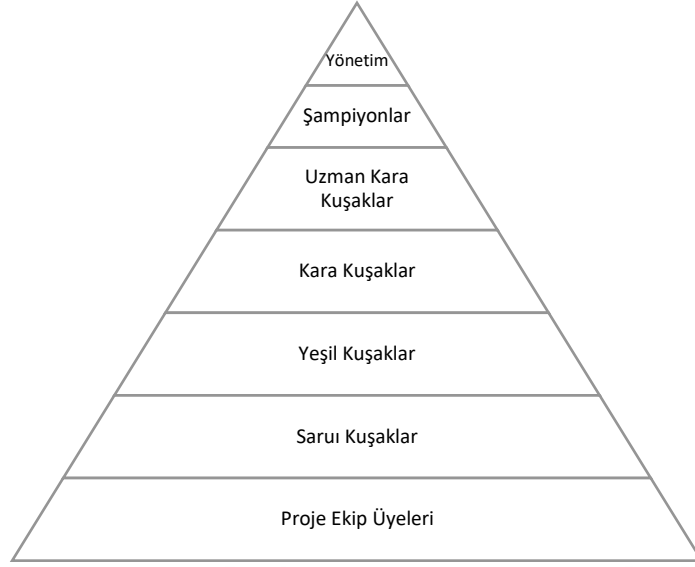 Yönetim
Şampiyonlar
Uzman Kara
Kuşaklar
Kara Kuşaklar
Yeşil Kuşaklar
Saruı Kuşaklar
Proje Ekip Üyeleri